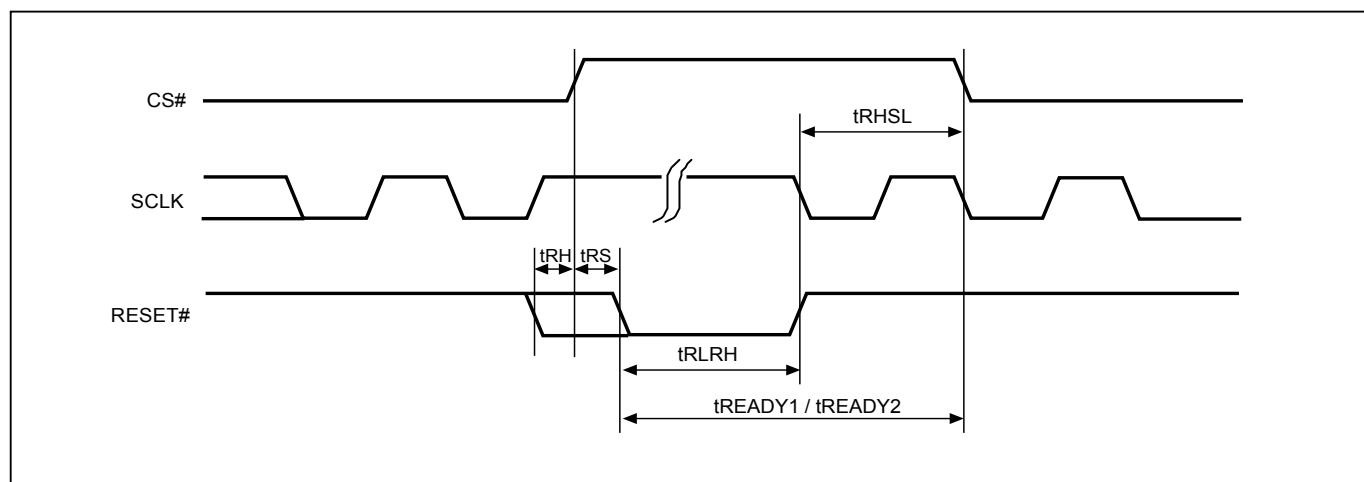 CS#
tRHSL
SCLK
tRH tRS
RESET#
tRLRH
tREADY1 / tREADY2